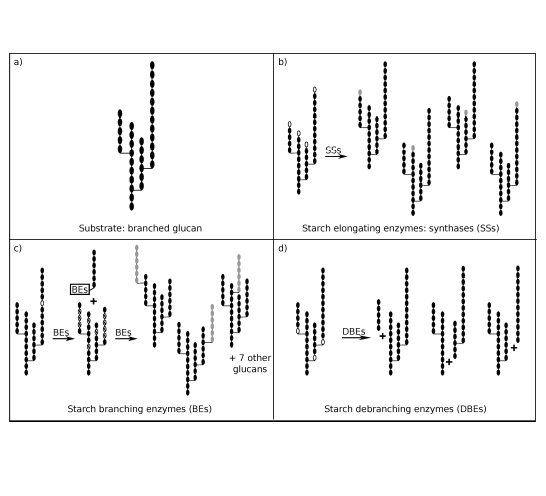 a)
Substrate: branched glucan
b)
SSs
Starch elongating enzymes: synthases (SSs)
c)
BEs
BEs
+
BEs
+ 7 other
glucans
Starch branching enzymes (BEs)
d)
DBEs
+
+
+
Starch debranching enzymes (DBEs)